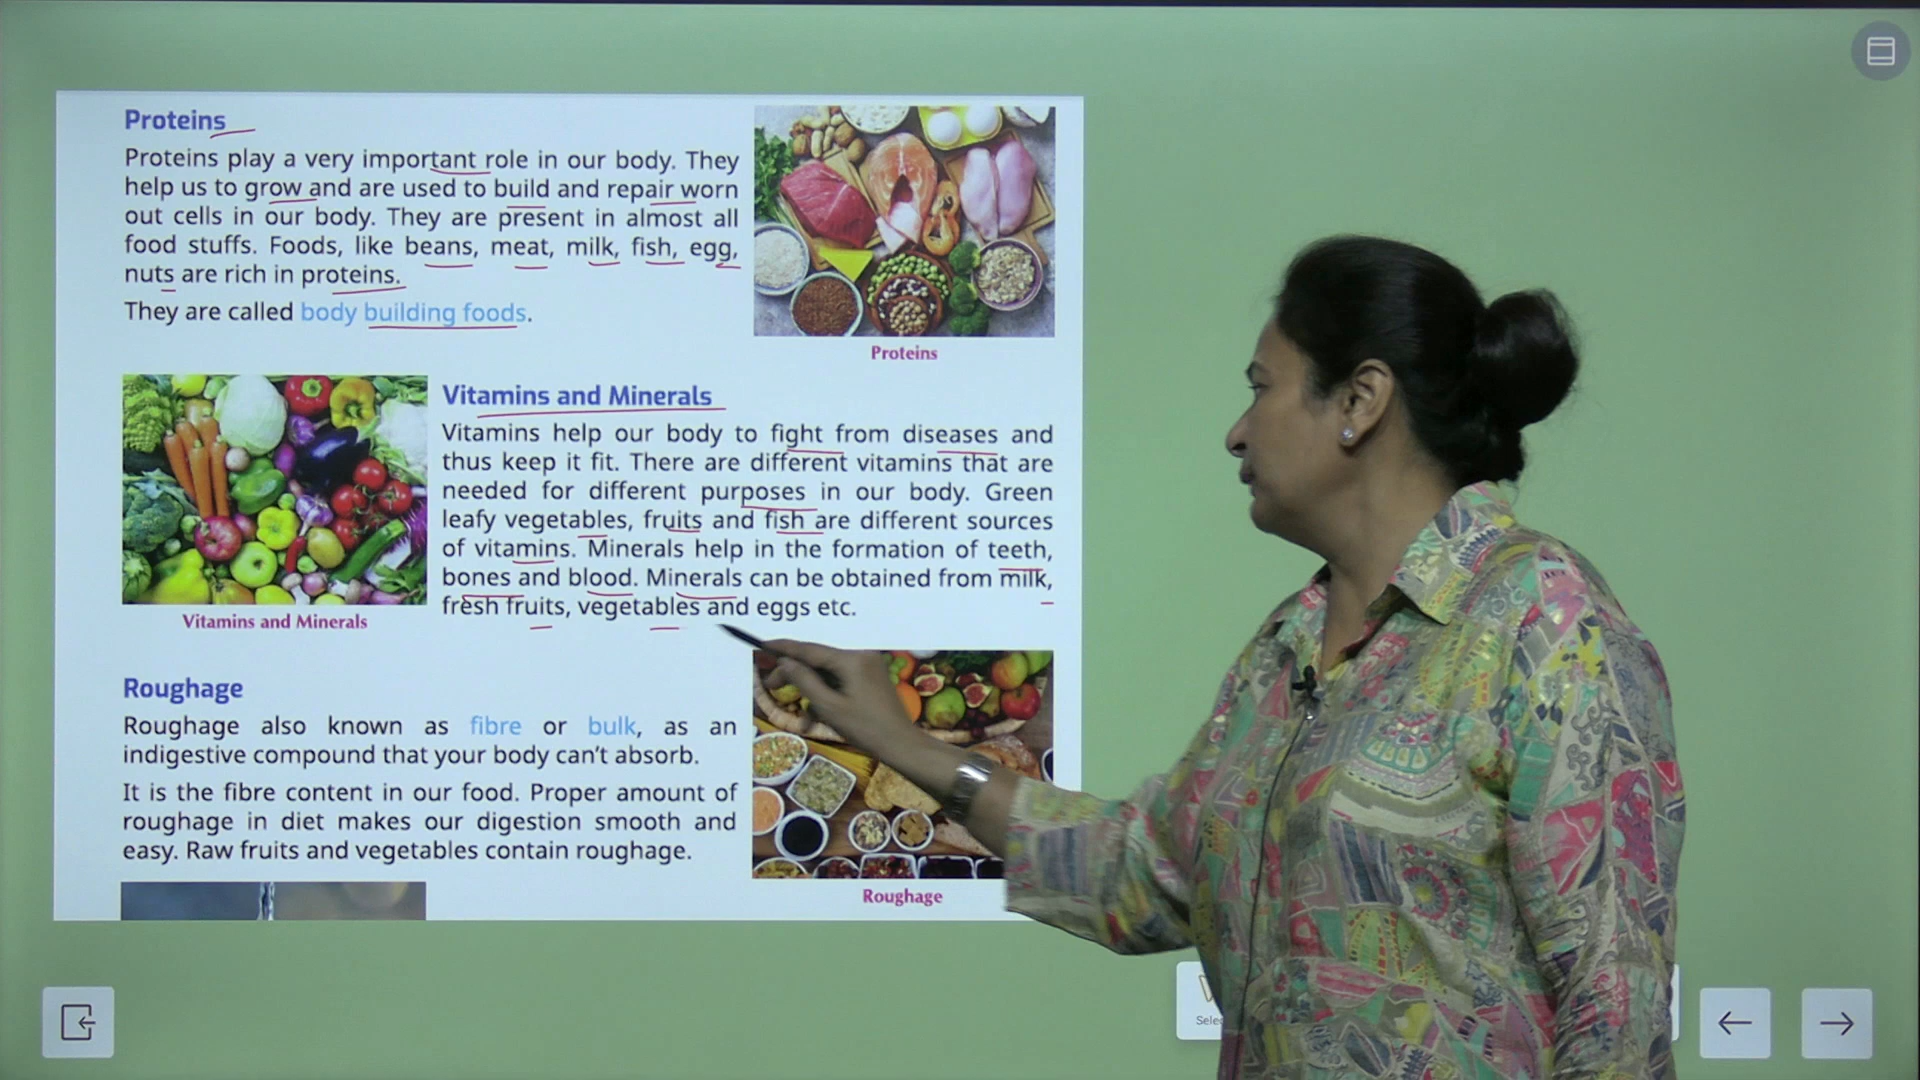 Proteins
Proteins play a very important role in our body. They
help us to grow and are used to build and repair worn
out cells in our body. They are present in almost all
food stuffs. Foods, like beans, meat, milk, fish, egg,
nuts are rich in proteins.
They are called body building foods.
Proteins
Vitamins and Minerals
Vitamins help our body to fight from diseases and
thus keep it fit. There are different vitamins that are
needed for different purposes in our body. Green
leafy vegetables, fruits and fish are different sources
of vitamins. Minerals help in the formation of teeth,
bones and blood. Minerals can be obtained from milk,
fresh fruits, vegetables and eggs etc.
Vitamins and Minerals
Roughage
Roughage also known as fibre or bulk, as an
indigestive compound that your body can't absorb.
It is the fibre content in our food. Proper amount of
roughage in diet makes our digestion smooth and
easy. Raw fruits and vegetables contain roughage.
Roughage